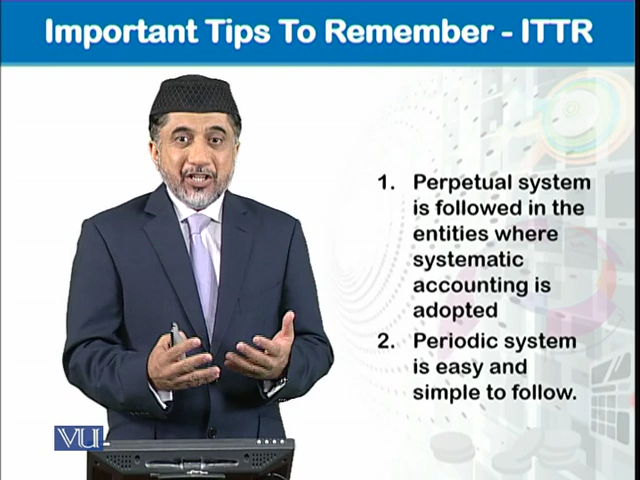 Important Tips To Remember - ITTR
1. Perpetual system
is followed in the
entities where
systematic
accounting is
adopted
2. Periodic system
is easy and
simple to follow.
VU